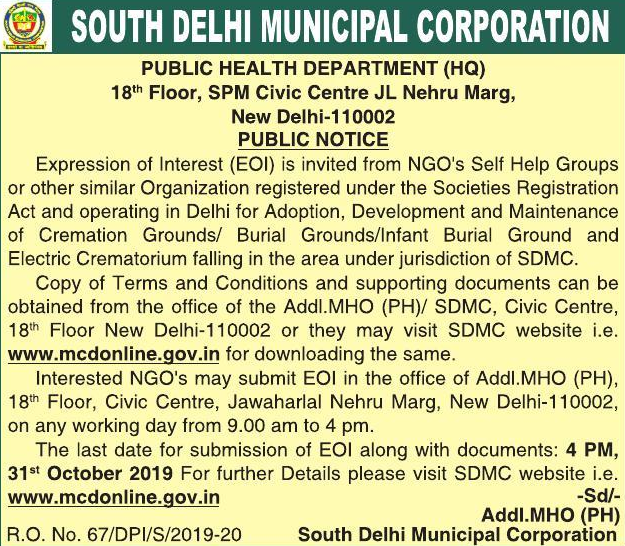 SOUTH DELHI MUNICIPAL CORPORATION
PUBLIC HEALTH DEPARTMENT (HQ)
18th Floor, SPM Civic Centre JL Nehru Marg,
New Delhi-110002
PUBLIC NOTICE
Expression of Interest (EOI) is invited from NGO's Self Help Groups
or other similar Organization registered under the Societies Registration
Act and operating in Delhi for Adoption, Development and Maintenance
of Cremation Grounds/ Burial Grounds/Infant Burial Ground and
Electric Crematorium falling in the area under jurisdiction of SDMC.
Copy of Terms and Conditions and supporting documents can be
obtained from the office of the Addl.MHO (PH)/ SDMC, Civic Centre,
18th Floor New Delhi-110002 or they may visit SDMC website i.e.
www.mcdonline.gov.in for downloading the same.
Interested NGO's may submit EOI in the office of Addl.MHO (PH),
18th Floor, Civic Centre, Jawaharlal Nehru Marg, New Delhi-110002,
on any working day from 9.00 am to 4 pm.
The last date for submission of EOI along with documents: 4 PM,
31st October 2019 For further Details please visit SDMC website i.e.
www.mcdonline.gov.in
-Sd/-
Addl.MHO (PH)
R.O. No. 67/DPI/S/2019-20 South Delhi Municipal Corporation